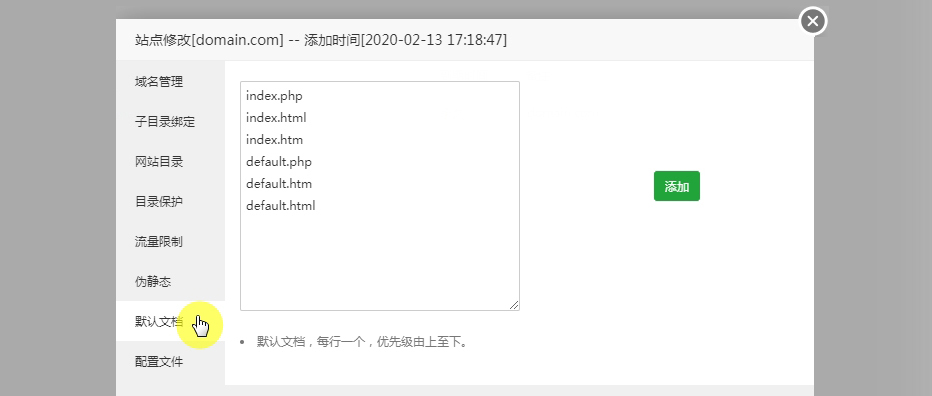 站点修改[domain.com] -- 添加时间[2020-02-13 17:18:47]
域名管理
子目录绑定
网站目录
目录保护
流量限制
伪静态
默认文档
配置文件
index.php
index.html
index.htm
default.php
default.htm
default.html
添加
默认文档，每行一个，优先级由上至下。